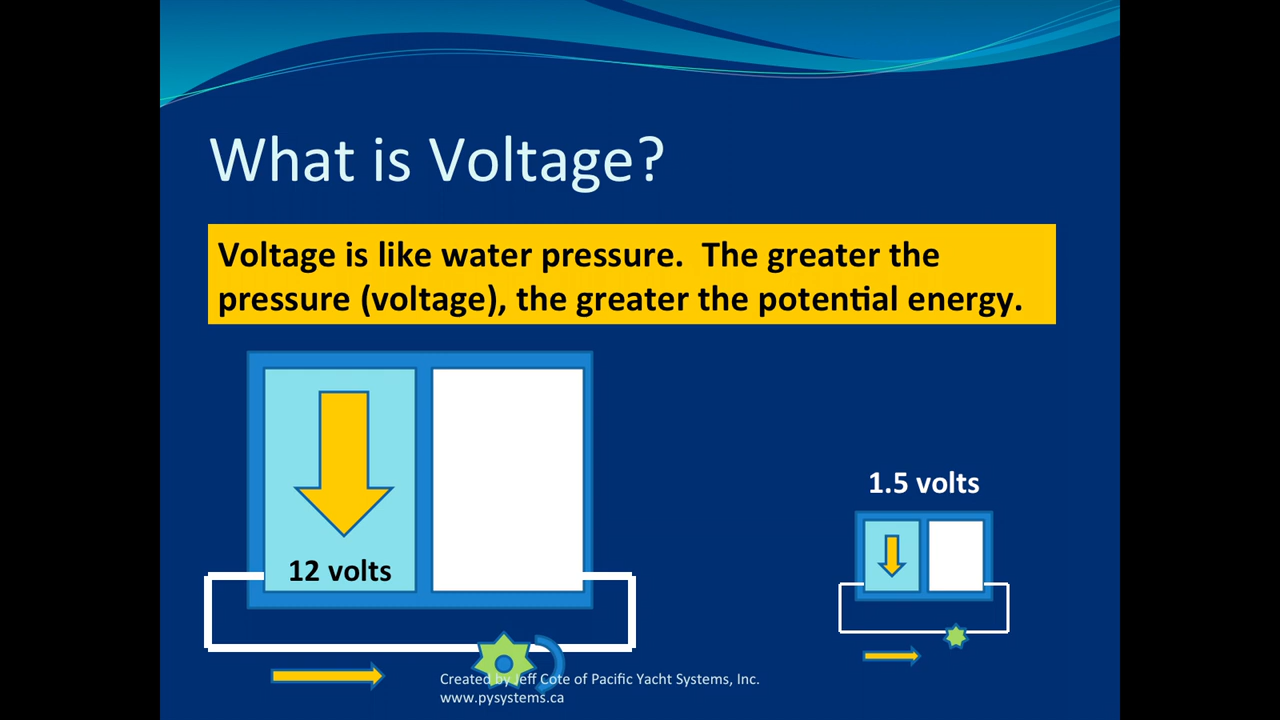 What is Voltage?
Voltage is like water pressure.  The greater the
pressure (voltage), the greater the potential energy.
12 volts
1.5 volts
Created by Jeff Cote of Pacific Yacht Systems, Inc.
www.pysystems.ca